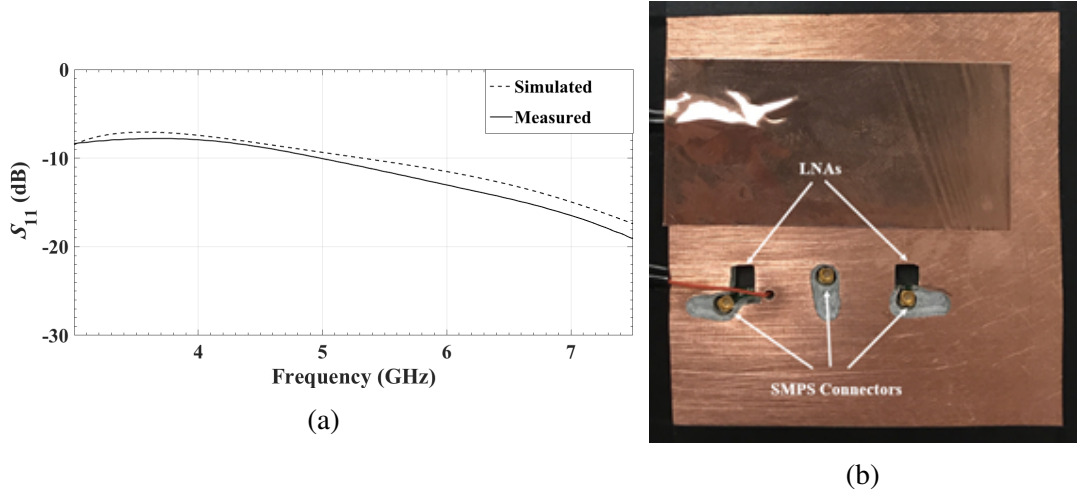 0
-10
-20
-30
S11 (dB)
4
5
6
7
Frequency (GHz)
Simulated
Measured
(a)
LNAs
SMPS Connectors
(b)